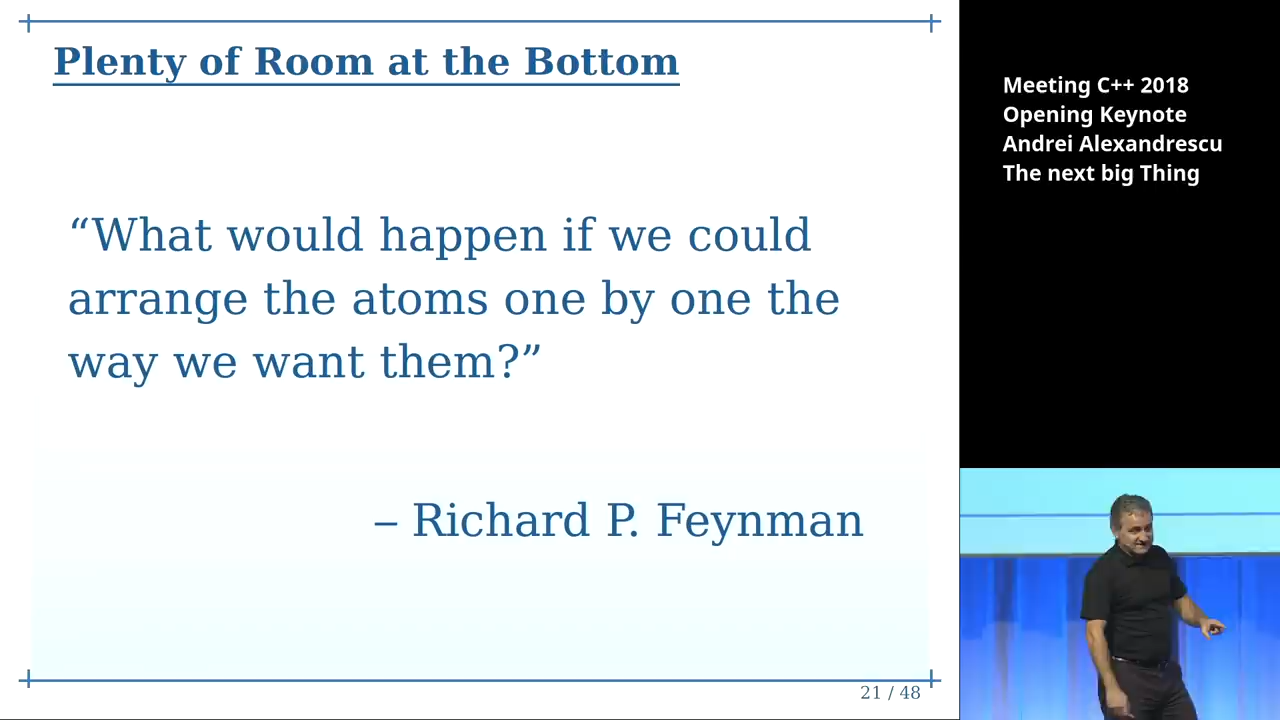 Plenty of Room at the Bottom
“What would happen if we could
arrange the atoms one by one the
way we want them?”
– Richard P. Feynman
21 / 48
Meeting C++ 2018
Opening Keynote
Andrei Alexandrescu
The next big Thing